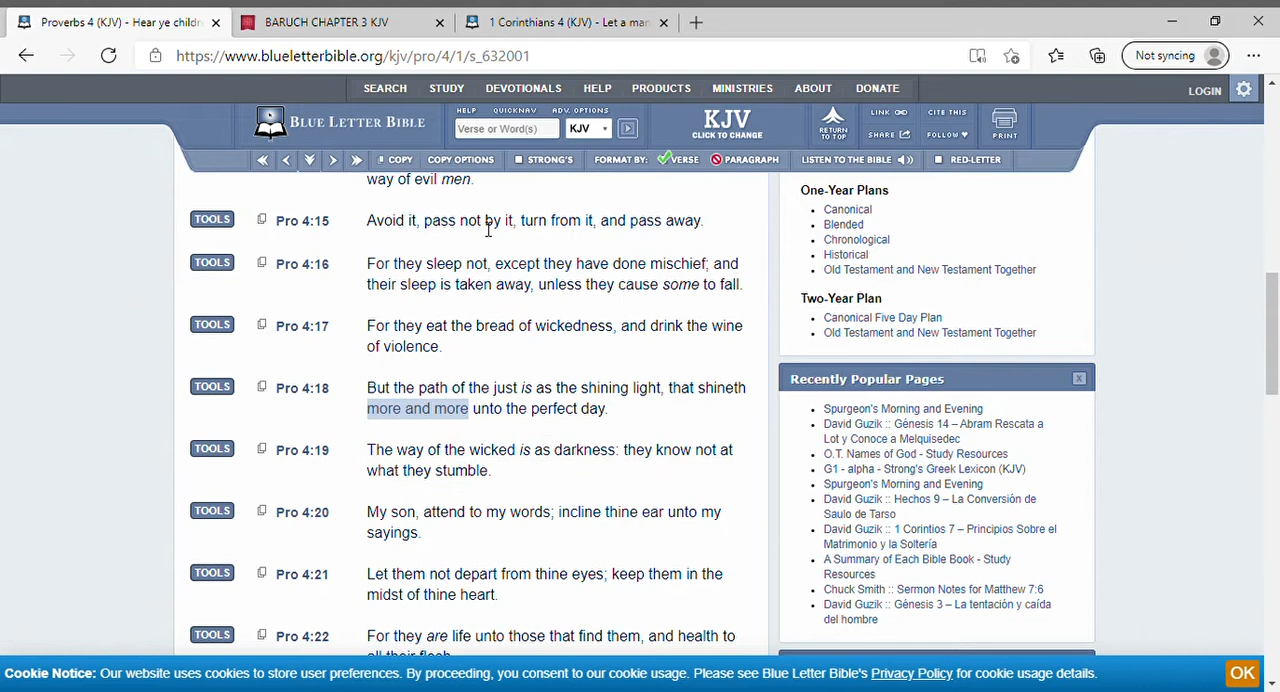 Proverbs 4 (KJV) - Hear ye childre
BARUCH CHAPTER 3 KJV
1 Corinthians 4 (KJV) - Let a man
https://www.blueletterbible.org/kjv/pro/4/1/s_632001
Not syncing
SEARCH STUDY DEVOTIONALS HELP PRODUCTS MINISTRIES ABOUT DONATE LOGIN
BLUE LETTER BIBLE
HELP QUICKNAV ADV. OPTIONS
Verse or Word(s) KJV
KJV
CLICK TO CHANGE
RETURN
TO TOP
LINK CITE THIS
SHARE FOLLOW
PRINT
COPY COPY OPTIONS STRONG'S FORMAT BY: VERSE PARAGRAPH LISTEN TO THE BIBLE RED-LETTER
way of evil men.
TOOLS Pro 4:15 Avoid it, pass not by it, turn from it, and pass away.
TOOLS Pro 4:16 For they sleep not, except they have done mischief; and
their sleep is taken away, unless they cause some to fall.
TOOLS Pro 4:17 For they eat the bread of wickedness, and drink the wine
of violence.
TOOLS Pro 4:18 But the path of the just is as the shining light, that shineth
more and more unto the perfect day.
TOOLS Pro 4:19 The way of the wicked is as darkness: they know not at
what they stumble.
TOOLS Pro 4:20 My son, attend to my words; incline thine ear unto my
sayings.
TOOLS Pro 4:21 Let them not depart from thine eyes; keep them in the
midst of thine heart.
TOOLS Pro 4:22 For they are life unto those that find them, and health to
all their flesh.
One-Year Plans
Canonical
Blended
Chronological
Historical
Old Testament and New Testament Together
Two-Year Plan
Canonical Five Day Plan
Old Testament and New Testament Together
Recently Popular Pages
Spurgeon's Morning and Evening
David Guzik :: Génesis 14 – Abram Rescata a
Lot y Conoce a Melquisedec
O.T. Names of God - Study Resources
G1 - alpha - Strong's Greek Lexicon (KJV)
Spurgeon's Morning and Evening
David Guzik :: Hechos 9 – La Conversión de
Saulo de Tarso
David Guzik :: 1 Corintios 7 – Principios Sobre el
Matrimonio y la Soltería
A Summary of Each Bible Book - Study
Resources
Chuck Smith :: Sermon Notes for Matthew 7:6
David Guzik :: Génesis 3 – La tentación y caída
del hombre
Cookie Notice: Our website uses cookies to store user preferences. By proceeding, you consent to our cookie usage. Please see Blue Letter Bible's Privacy Policy for cookie usage details.
OK